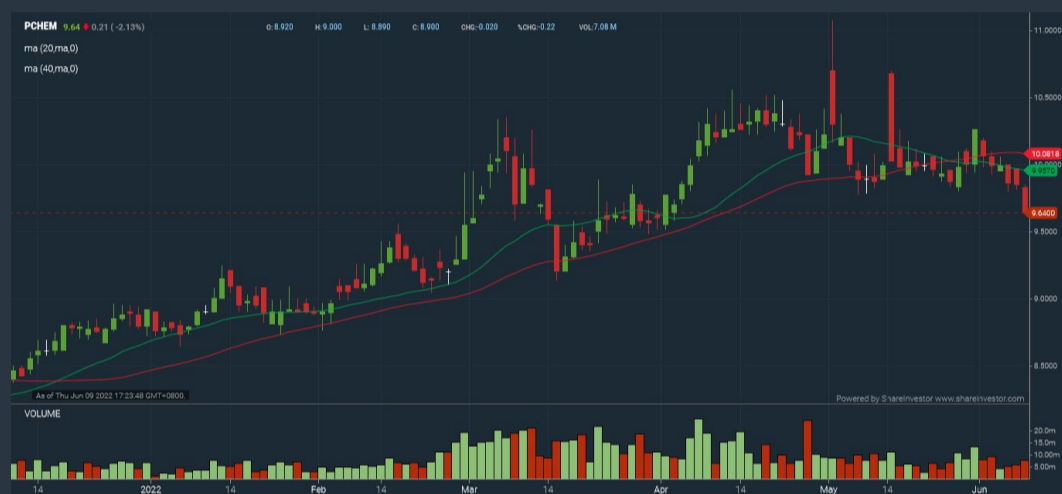 PCHEM 9.64 0.21 ( -2.13%) O: 8.920 H: 9.000 L: 8.890 C: 8.900 CHG:-0.020 %CHG:-0.22 VOL:7.08 M
ma (20,ma,0)
ma (40,ma,0)
11.0000
10.5000
10.0818
10.0000
9.9570
9.6400
9.5000
9.0000
8.5000
As of Thu Jun 09 2022 17:23:48 GMT+0800.
Powered by ShareInvestor www.shareinvestor.com
VOLUME
20.0m
15.0m
10.00m
5.00m
14 2022 14 Feb 14 Mar 14 Apr 14 May 14 Jun